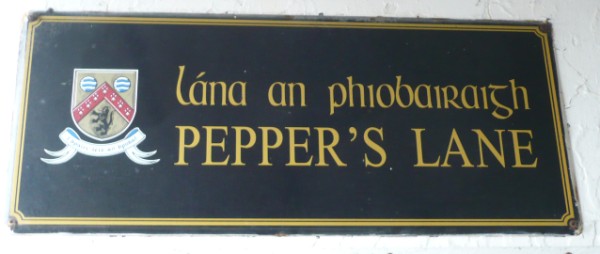 Lána an phiobairaigh
PEPPER'S LANE